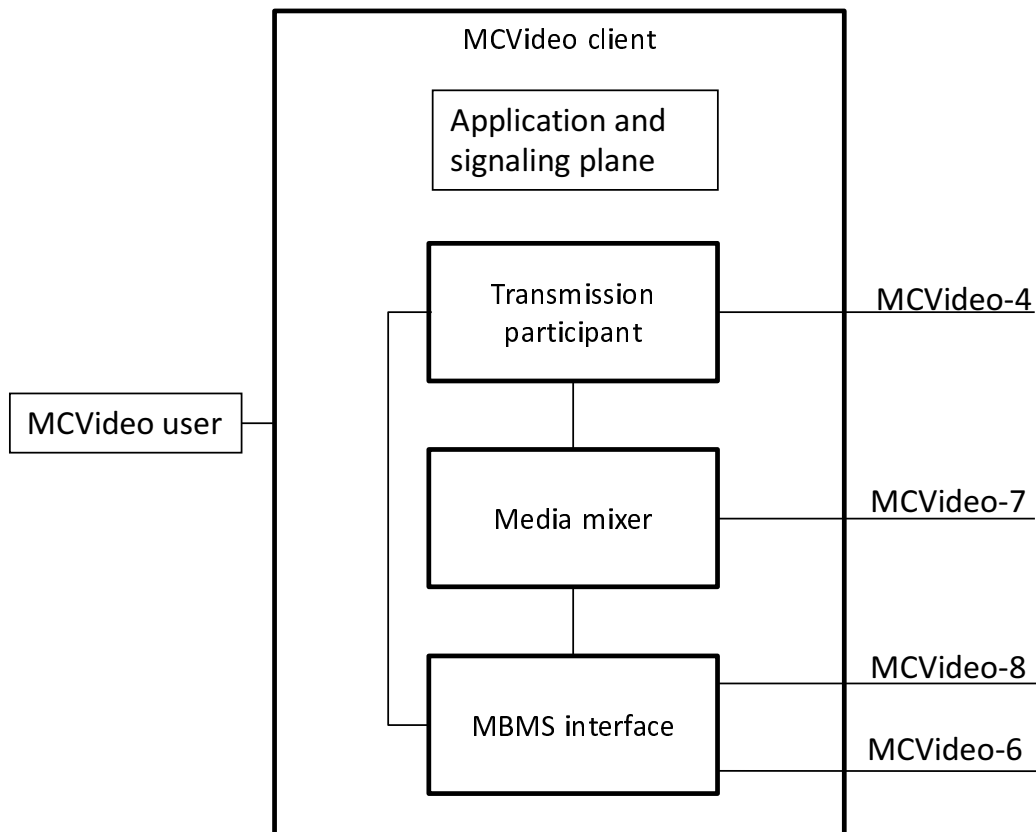 MCVideo client
Application and
signaling plane
Transmission
participant
MCVideo-4
MCVideo user
Media mixer
MCVideo-7
MBMS interface
MCVideo-8
MCVideo-6